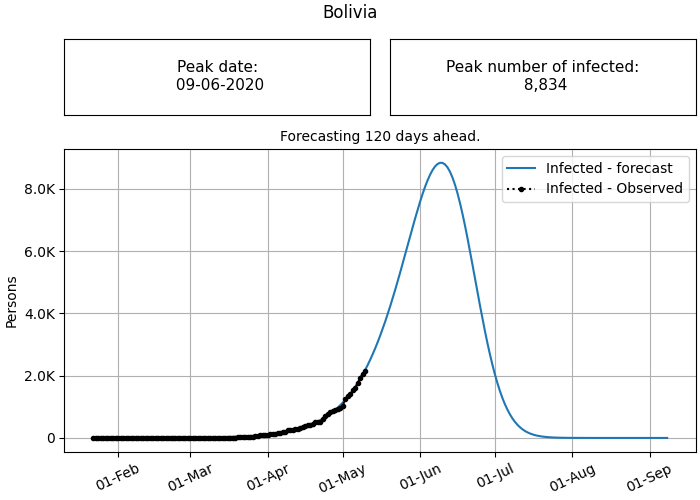 Bolivia
Peak date:
09-06-2020
Peak number of infected:
8,834
Forecasting 120 days ahead.
Infected - forecast
Infected - Observed
Persons
8.0K
6.0K
4.0K
2.0K
0
01-Feb
01-Mar
01-Apr
01-May
01-Jun
01-Jul
01-Aug
01-Sep